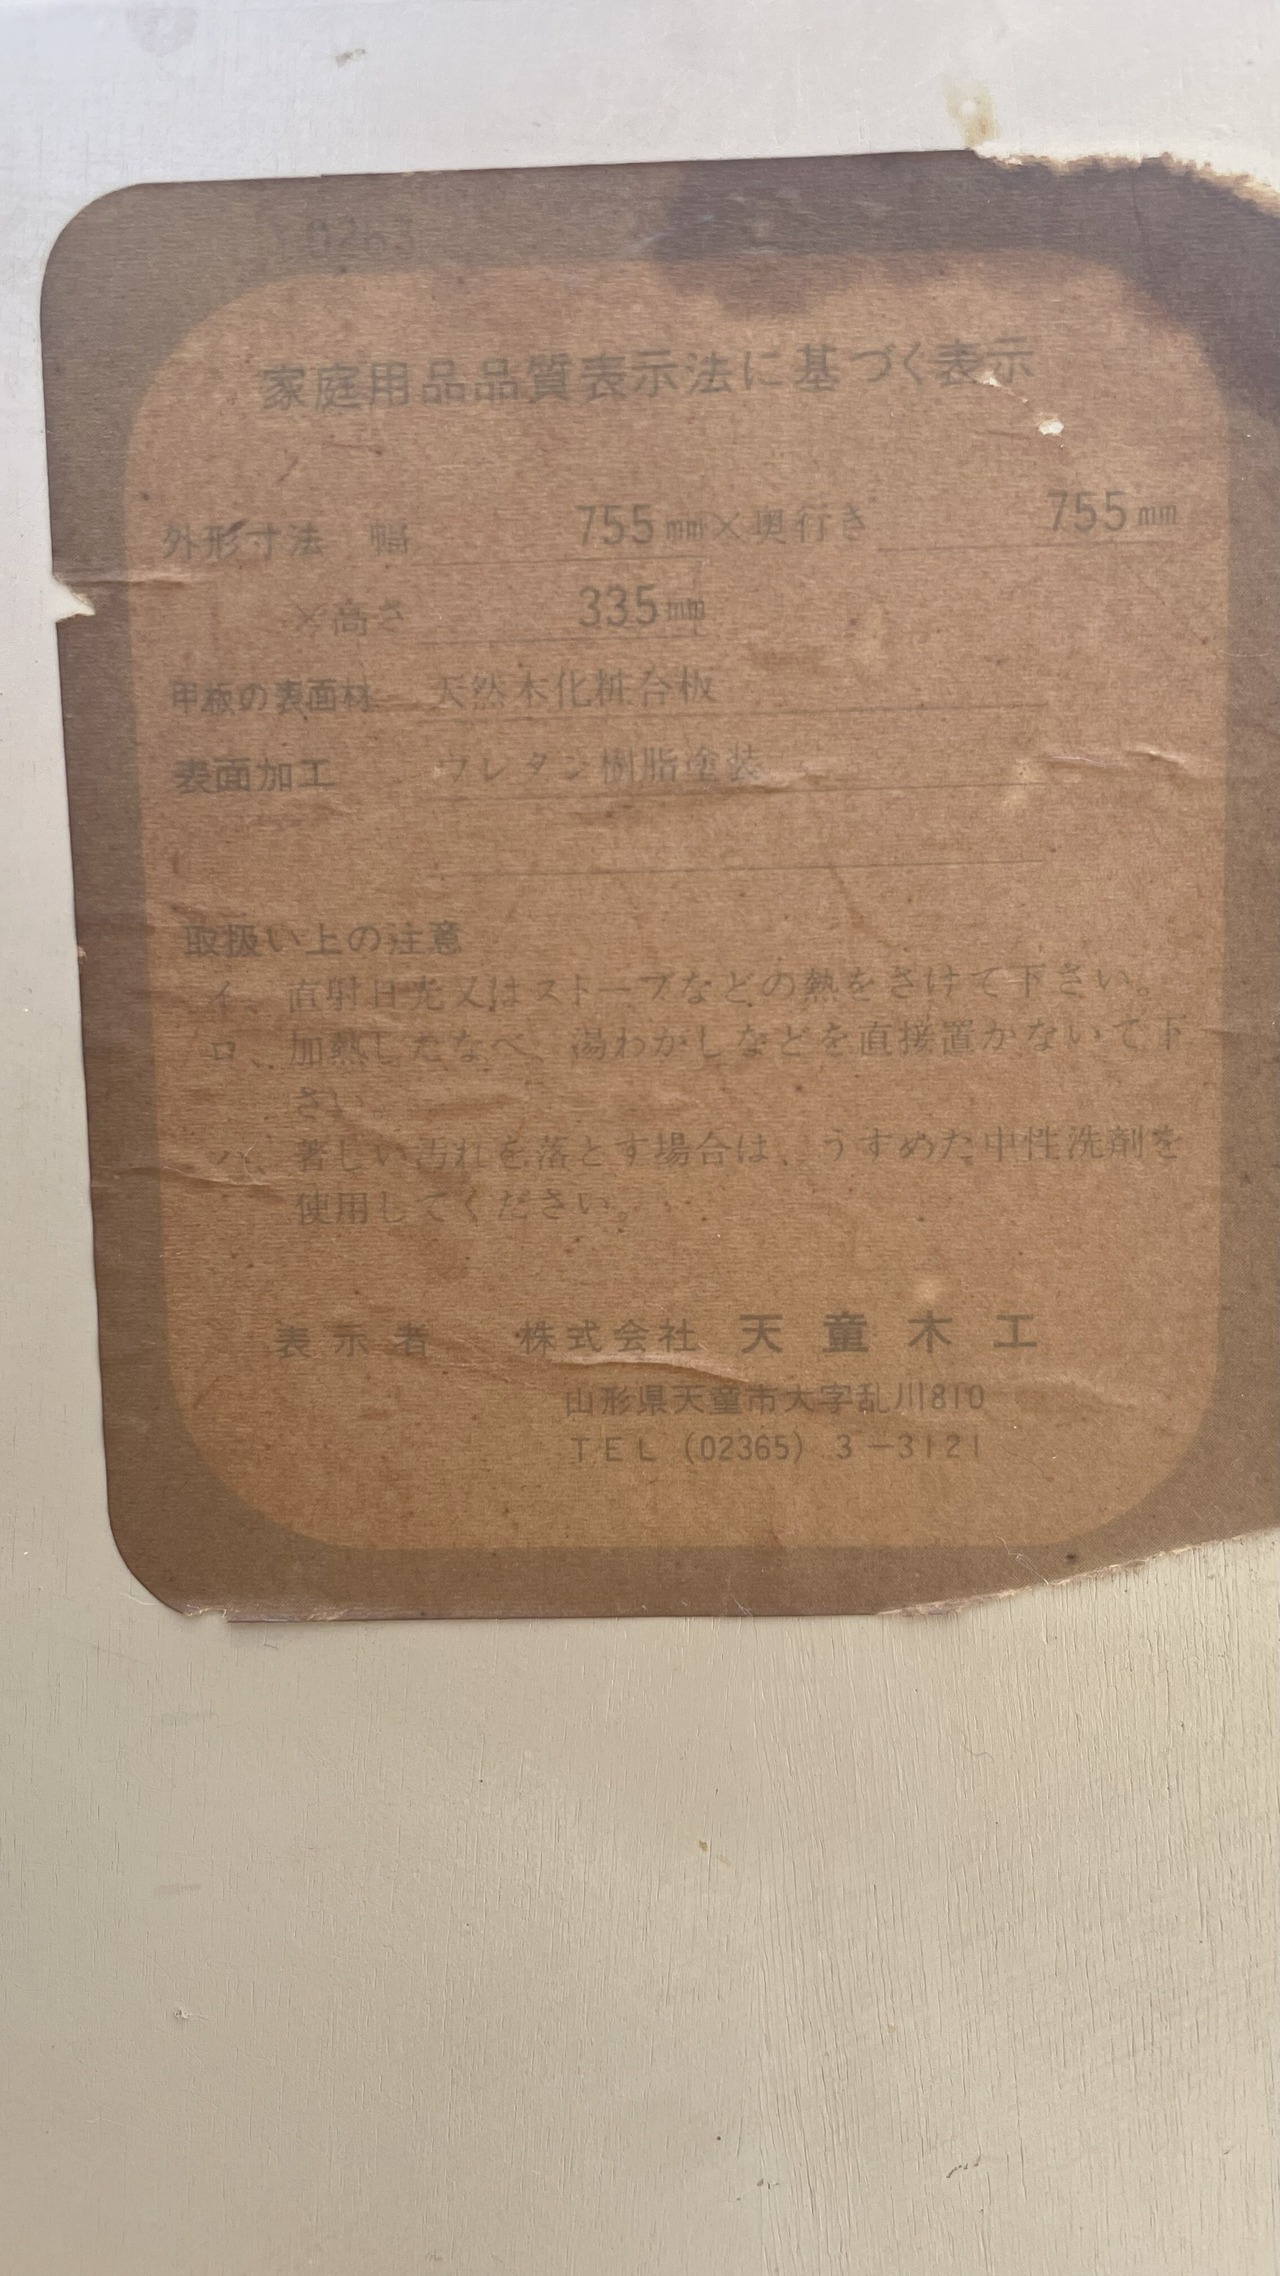 0263
家庭用品品質表示法に基づく表示
外形寸法 幅 755㎜×奥行き 755㎜
×高さ 335㎜
甲板の表面材 天然木化粧合板
表面加工 ウレタン樹脂塗装
取扱い上の注意
イ、直射日光又はストーブなどの熱をさけて下さい。
ロ、加熱したなべ、湯わかしなどを直接置かないで下
さい。
ハ、著しい汚れを落とす場合は、うすめた中性洗剤を
使用してください。
表示者 株式会社 天童木工
山形県天童市大字乱川810
TEL (02365) 3-3121